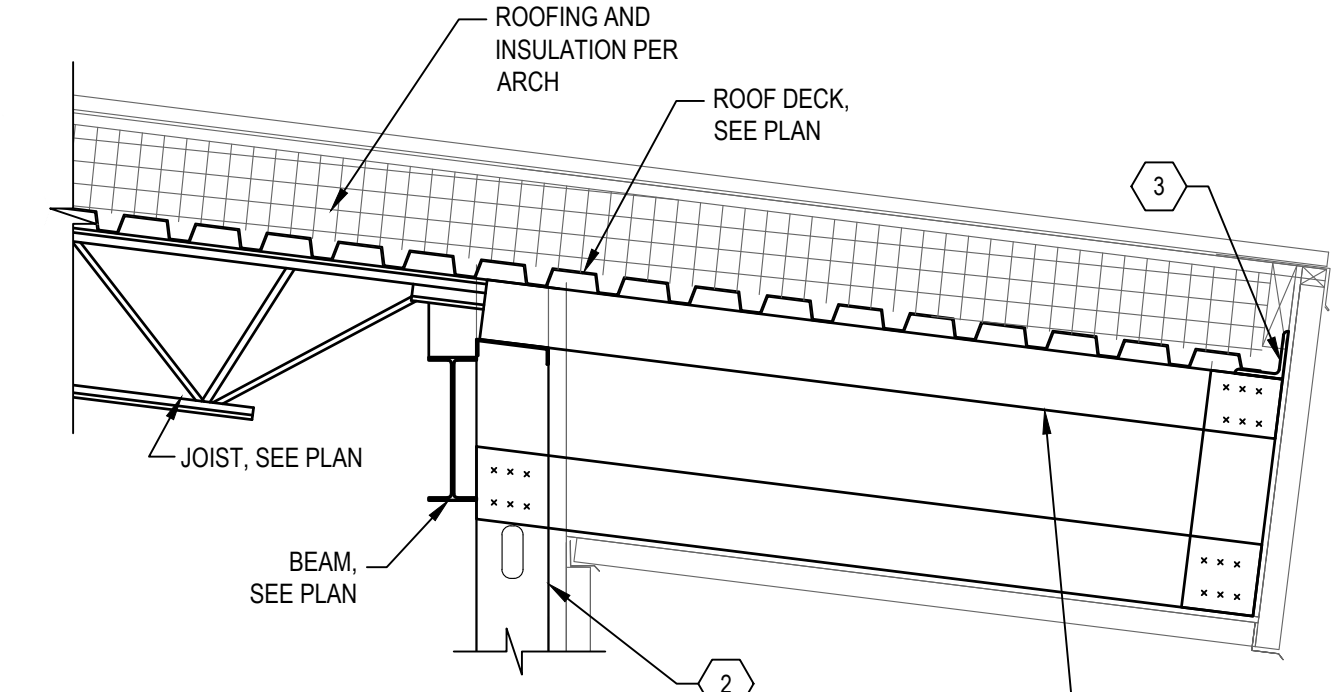 ROOFING AND
INSULATION PER
ARCH
ROOF DECK,
SEE PLAN
3
JOIST, SEE PLAN
BEAM,
SEE PLAN
2